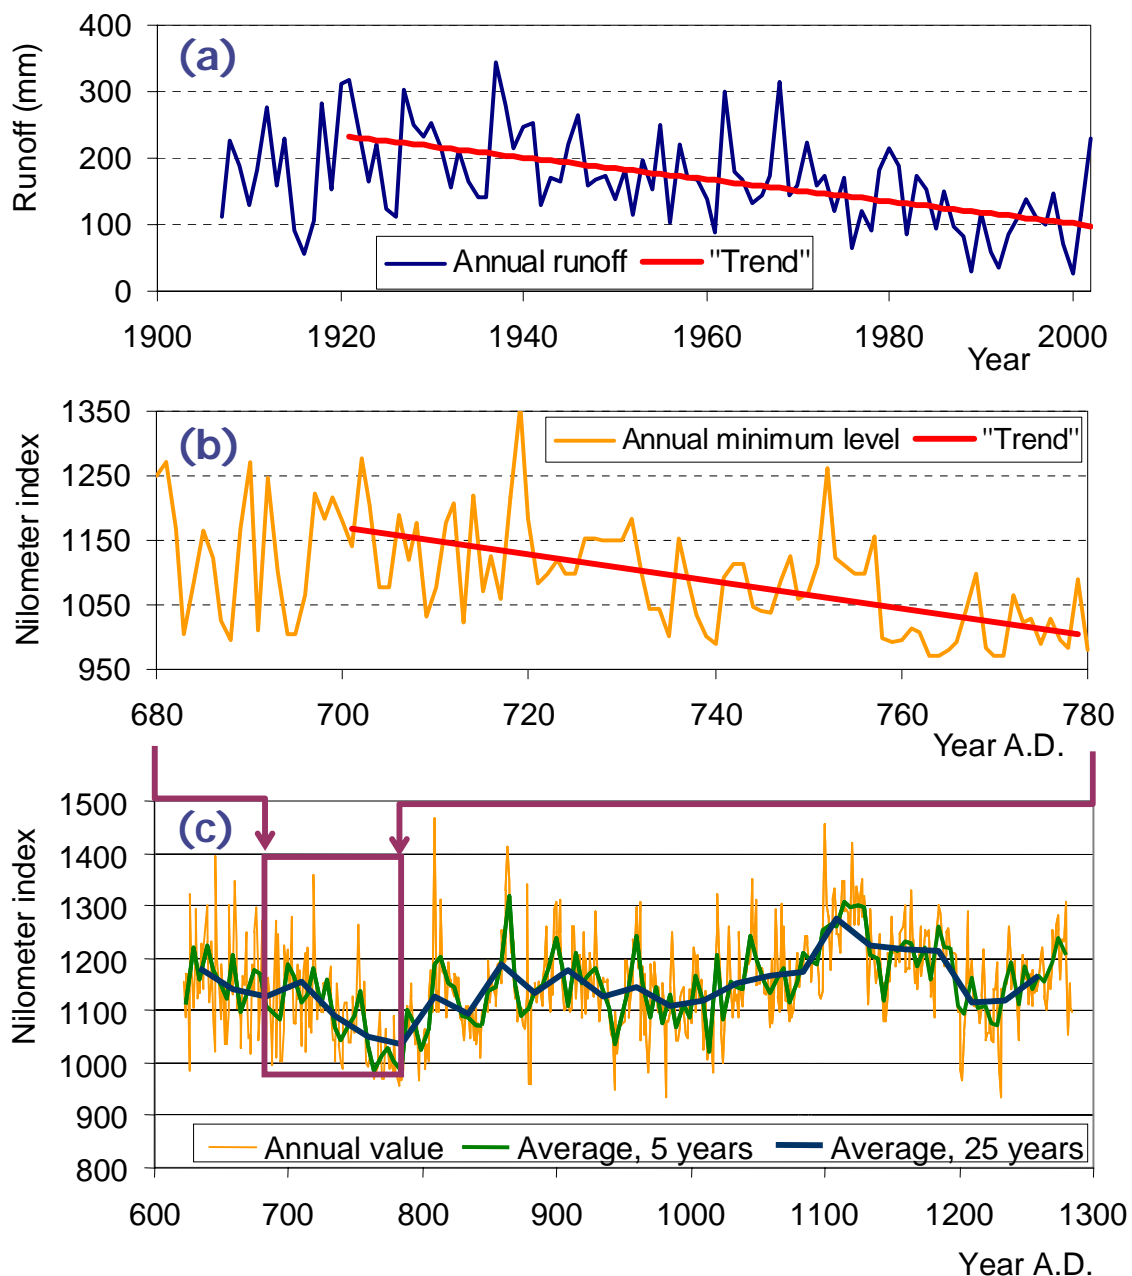 400
(a)
300
200
100
0
Runoff (mm)
Annual runoff "Trend"
1900 1920 1940 1960 1980 2000
Year
1350
(b)
1250
1150
1050
950
Nilometer index
Annual minimum level "Trend"
680 700 720 740 760 780
Year A.D.
1500
(c)
1400
1300
1200
1100
1000
900
800
Nilometer index
Annual value Average, 5 years Average, 25 years
600 700 800 900 1000 1100 1200 1300
Year A.D.